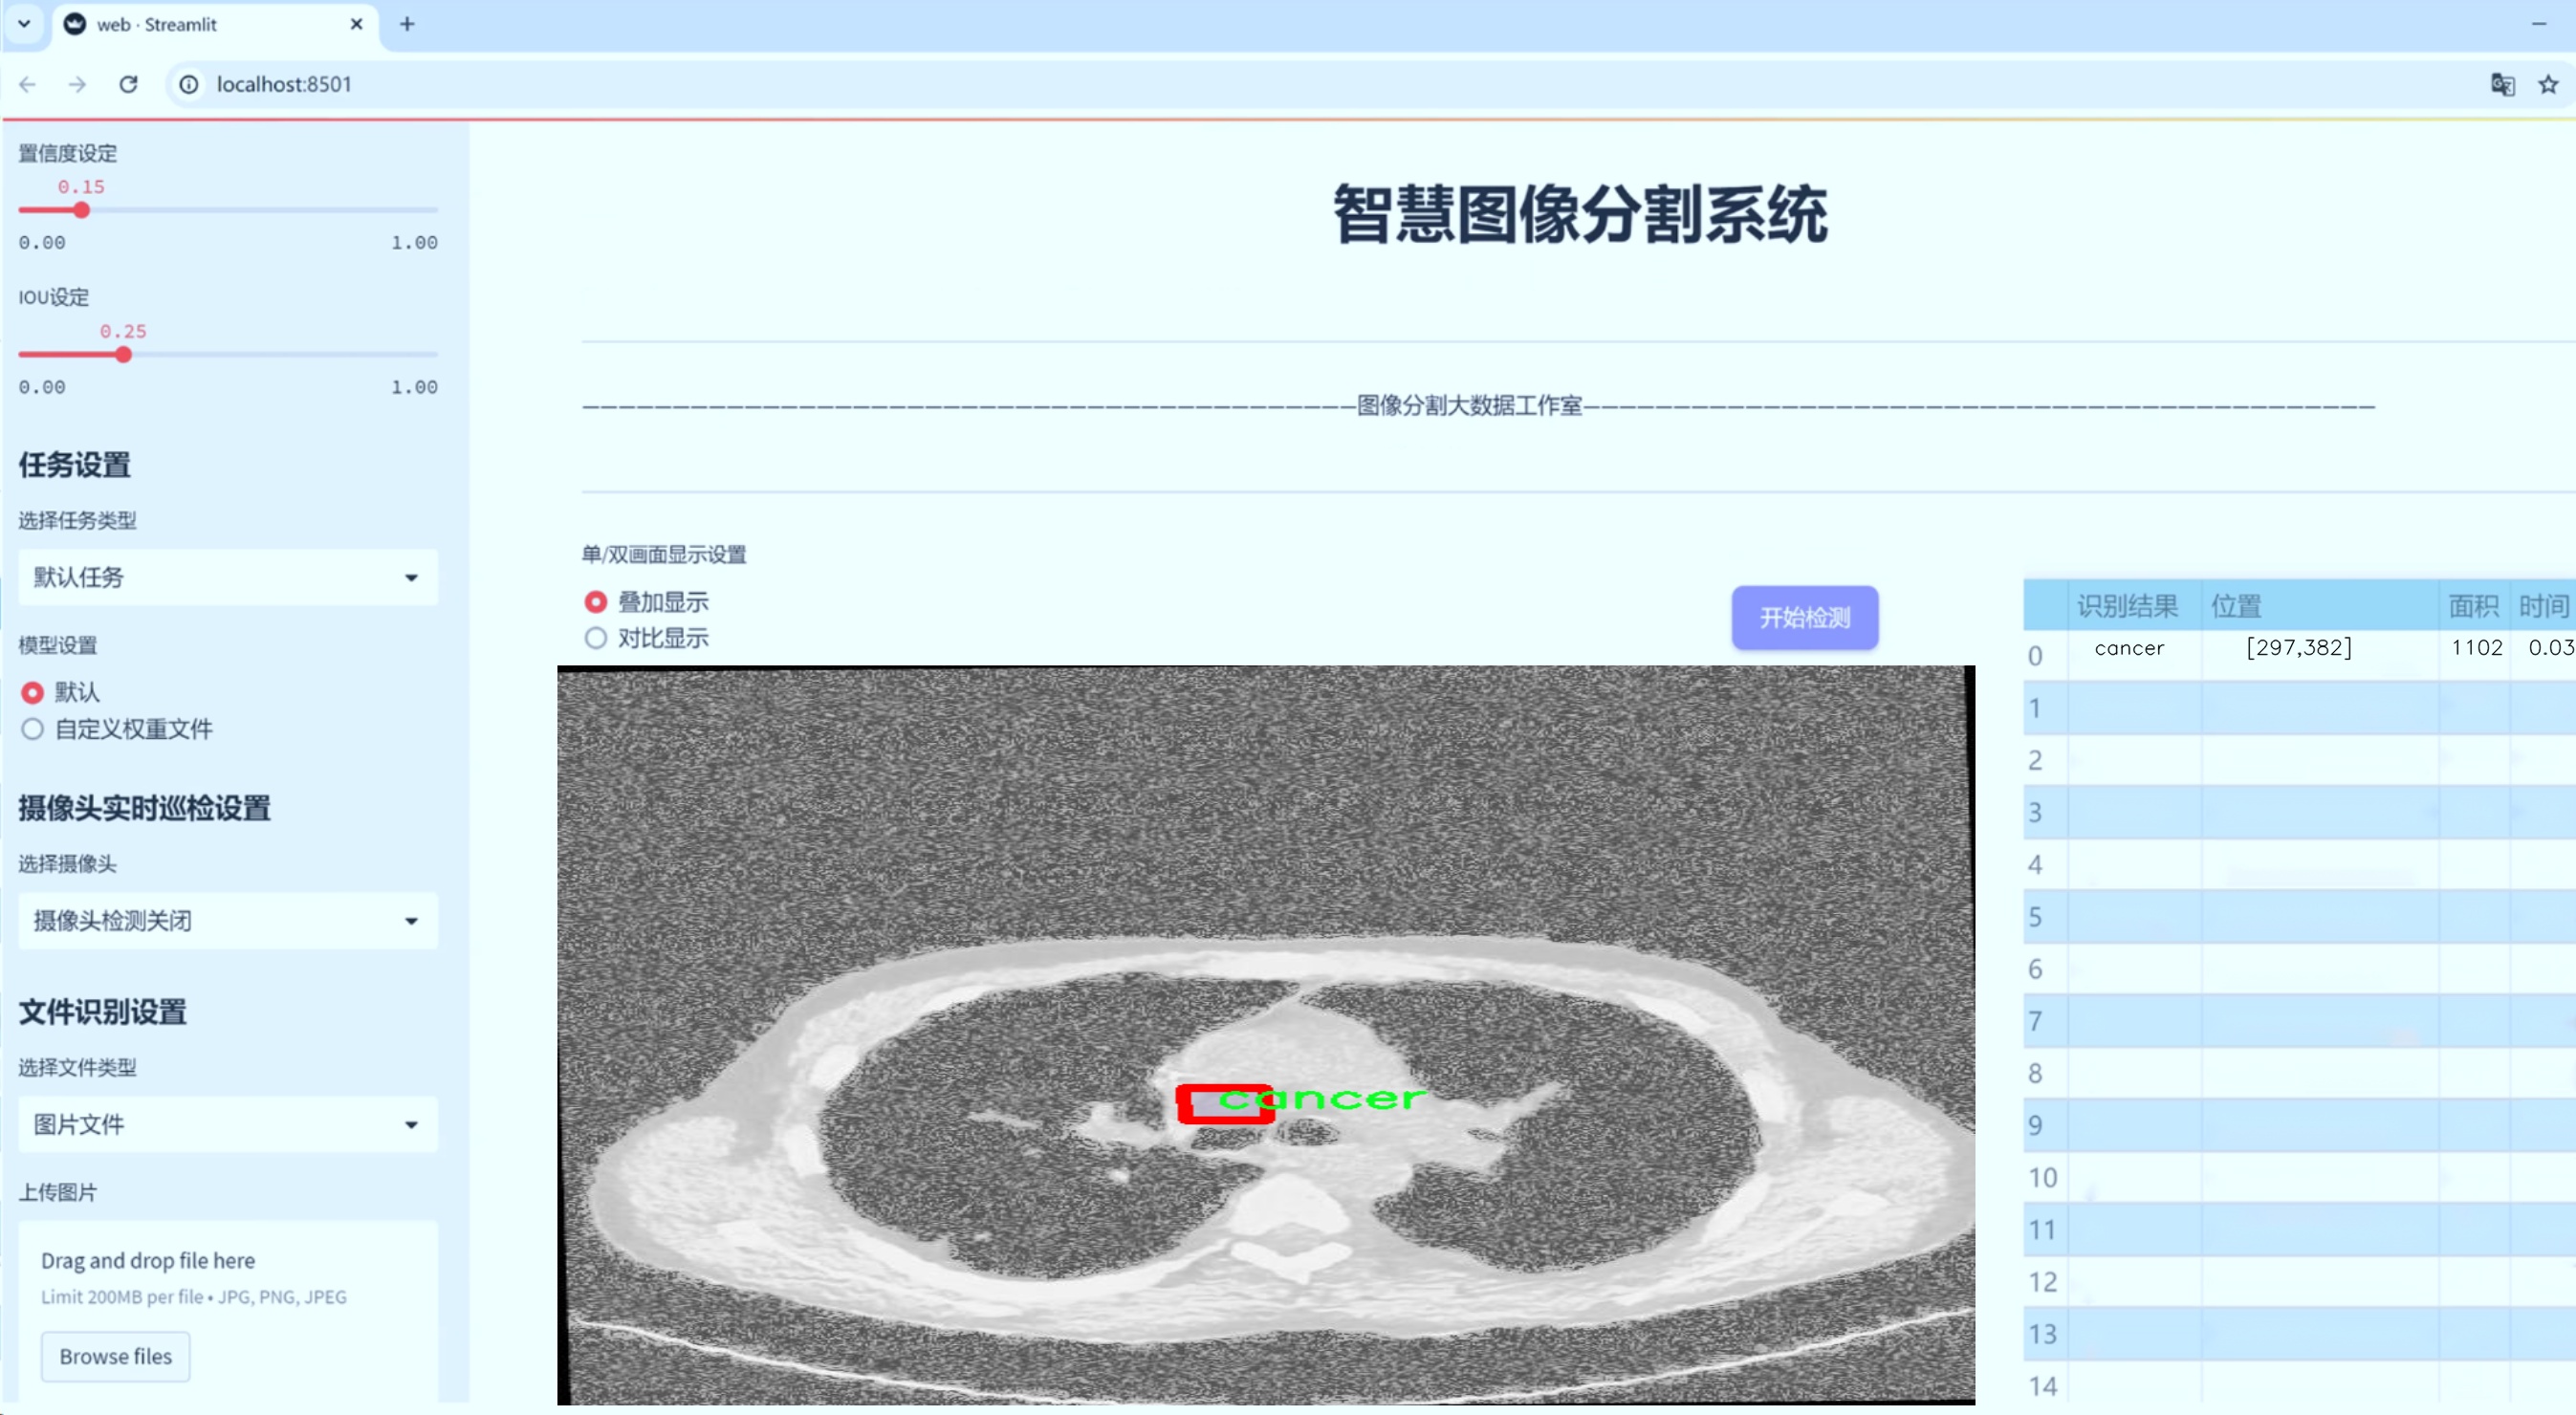 web · Streamlit
localhost:8501
置信度设定
0.15
0.00 1.00
IOU设定
0.25
0.00 1.00
任务设置
选择任务类型
默认任务
模型设置
默认
自定义权重文件
摄像头实时巡检设置
选择摄像头
摄像头检测关闭
文件识别设置
选择文件类型
图片文件
上传图片
Drag and drop file here
Limit 200MB per file • JPG, PNG, JPEG
Browse files
智慧图像分割系统
图像分割大数据工作室
单/双画面显示设置
叠加显示
对比显示
开始检测
cancer
识别结果 位置 面积 时间
0 cancer [297,382] 1102 0.03
1
2
3
4
5
6
7
8
9
10
11
12
13
14